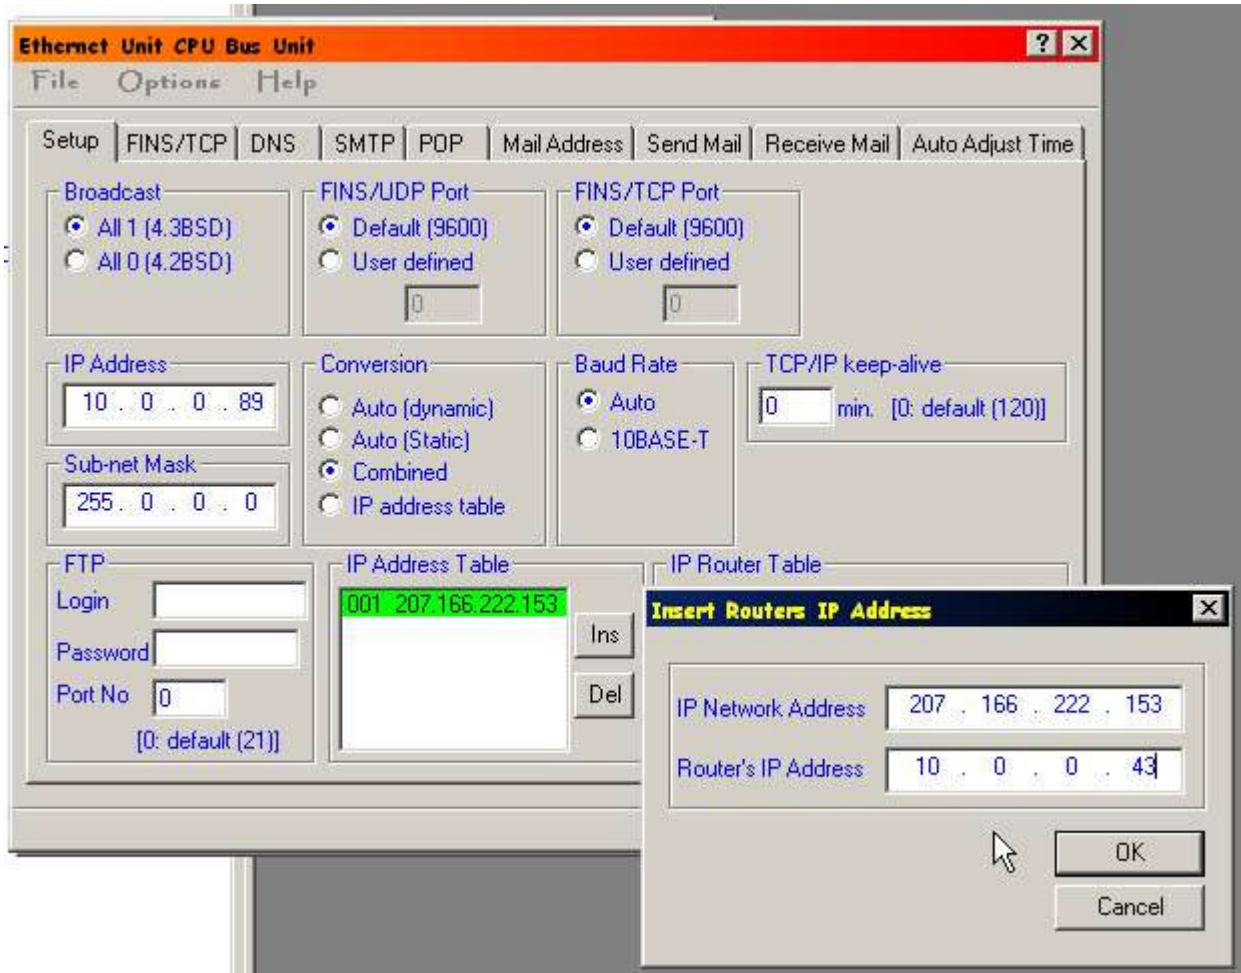 Ethernet Unit CPU Bus Unit
File Options Help
Setup FINS/TCP DNS SMTP POP Mail Address Send Mail Receive Mail Auto Adjust Time
Broadcast
All 1 (4.3BSD)
All 0 (4.2BSD)
FINS/UDP Port
Default (9600)
User defined
0
FINS/TCP Port
Default (9600)
User defined
0
IP Address
10 . 0 . 0 . 89
Sub-net Mask
255 . 0 . 0 . 0
Conversion
Auto (dynamic)
Auto (Static)
Combined
IP address table
Baud Rate
Auto
10BASE-T
TCP/IP keep-alive
0 min. [0: default (120)]
FTP
Login
Password
Port No 0
[0: default (21)]
IP Address Table
001 207.166.222.153
Ins
Del
IP Router Table
Insert Routers IP Address
IP Network Address 207 . 166 . 222 . 153
Router's IP Address 10 . 0 . 0 . 43
OK
Cancel